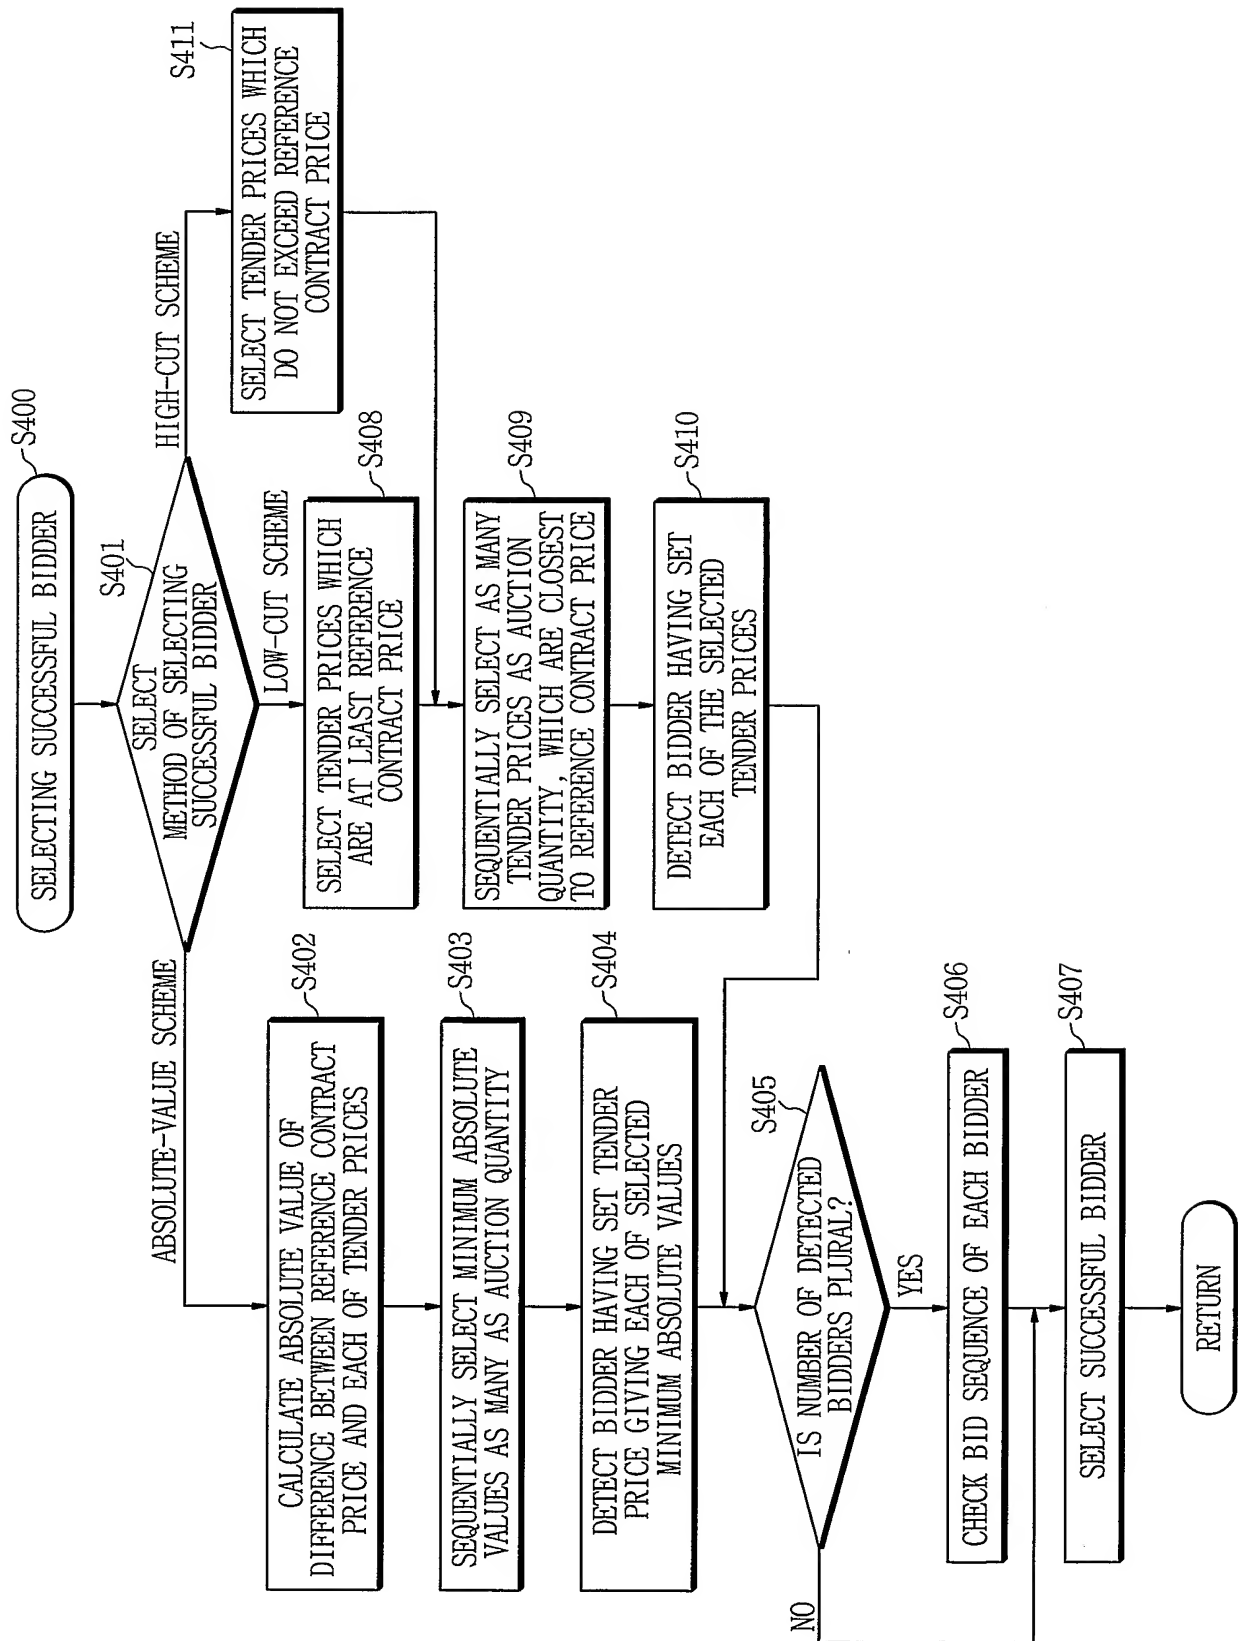 SELECTING SUCCESSFUL BIDDER
S400
SELECT
METHOD OF SELECTING
SUCCESSFUL BIDDER
S401
ABSOLUTE-VALUE SCHEME
LOW-CUT SCHEME
HIGH-CUT SCHEME
CALCULATE ABSOLUTE VALUE OF
DIFFERENCE BETWEEN REFERENCE CONTRACT
PRICE AND EACH OF TENDER PRICES
S402
SEQUENTIALLY SELECT MINIMUM ABSOLUTE
VALUES AS MANY AS AUCTION QUANTITY
S403
DETECT BIDDER HAVING SET TENDER
PRICE GIVING EACH OF SELECTED
MINIMUM ABSOLUTE VALUES
S404
SELECT TENDER PRICES WHICH
ARE AT LEAST REFERENCE
CONTRACT PRICE
S408
SEQUENTIALLY SELECT AS MANY
TENDER PRICES AS AUCTION
QUANTITY, WHICH ARE CLOSEST
TO REFERENCE CONTRACT PRICE
S409
DETECT BIDDER HAVING SET
EACH OF THE SELECTED
TENDER PRICES
S410
SELECT TENDER PRICES WHICH
DO NOT EXCEED REFERENCE
CONTRACT PRICE
S411
IS NUMBER OF DETECTED
BIDDERS PLURAL?
S405
NO
YES
CHECK BID SEQUENCE OF EACH BIDDER
S406
SELECT SUCCESSFUL BIDDER
S407
RETURN